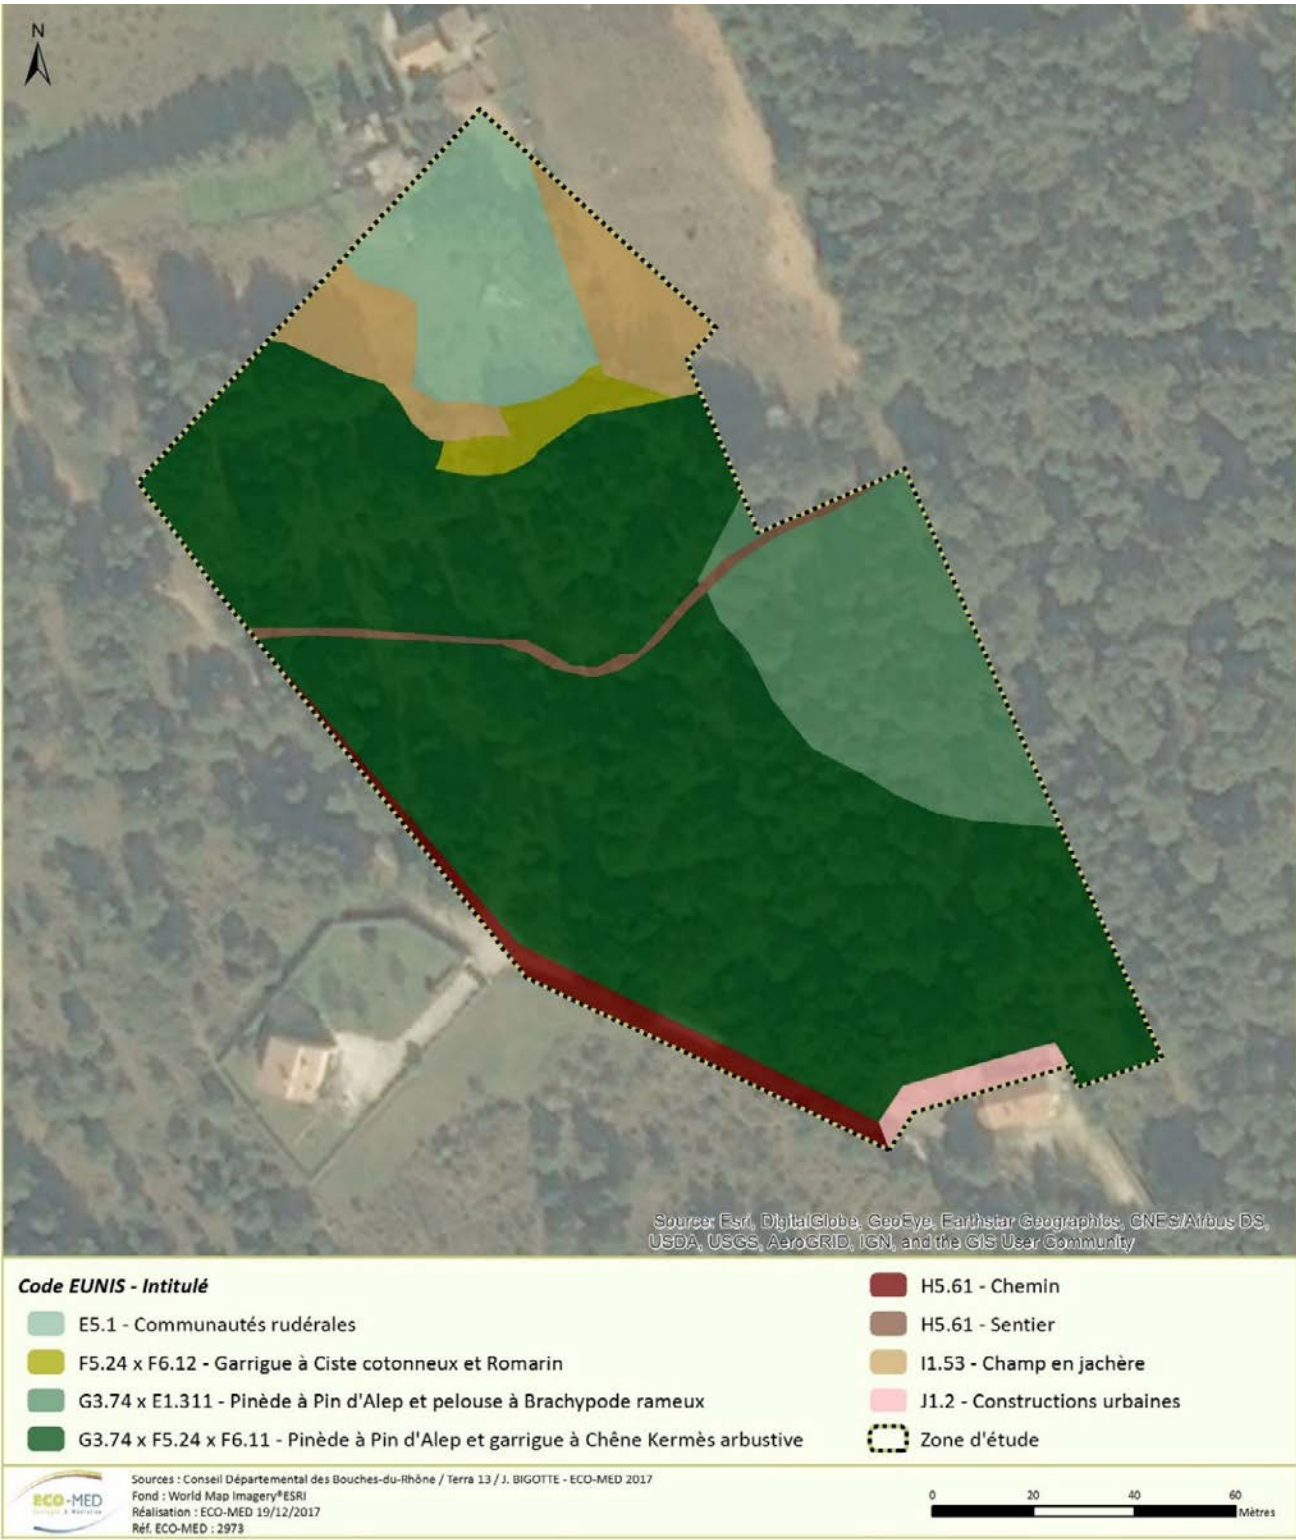 N
Source: Esri, DigitalGlobe, GeoEye, Earthstar Geographics, CNES/Airbus DS,
USDA, USGS, AeroGRID, IGN, and the GIS User Community
Code EUNIS - Intitulé
E5.1 - Communautés rudérales
F5.24 x F6.12 - Garrigue à Ciste cotonneux et Romarin
G3.74 x E1.311 - Pinède à Pin d'Alep et pelouse à Brachypode rameux
G3.74 x F5.24 x F6.11 - Pinède à Pin d'Alep et garrigue à Chêne Kermès arbustive
H5.61 - Chemin
H5.61 - Sentier
I1.53 - Champ en jachère
J1.2 - Constructions urbaines
Zone d'étude
ECO-MED
Sources : Conseil Départemental des Bouches-du-Rhône / Terra 13 / J. BIGOTTE - ECO-MED 2017
Fond : World Map Imagery®ESRI
Réalisation : ECO-MED 19/12/2017
Réf. ECO-MED : 2973
0 20 40 60
Mètres